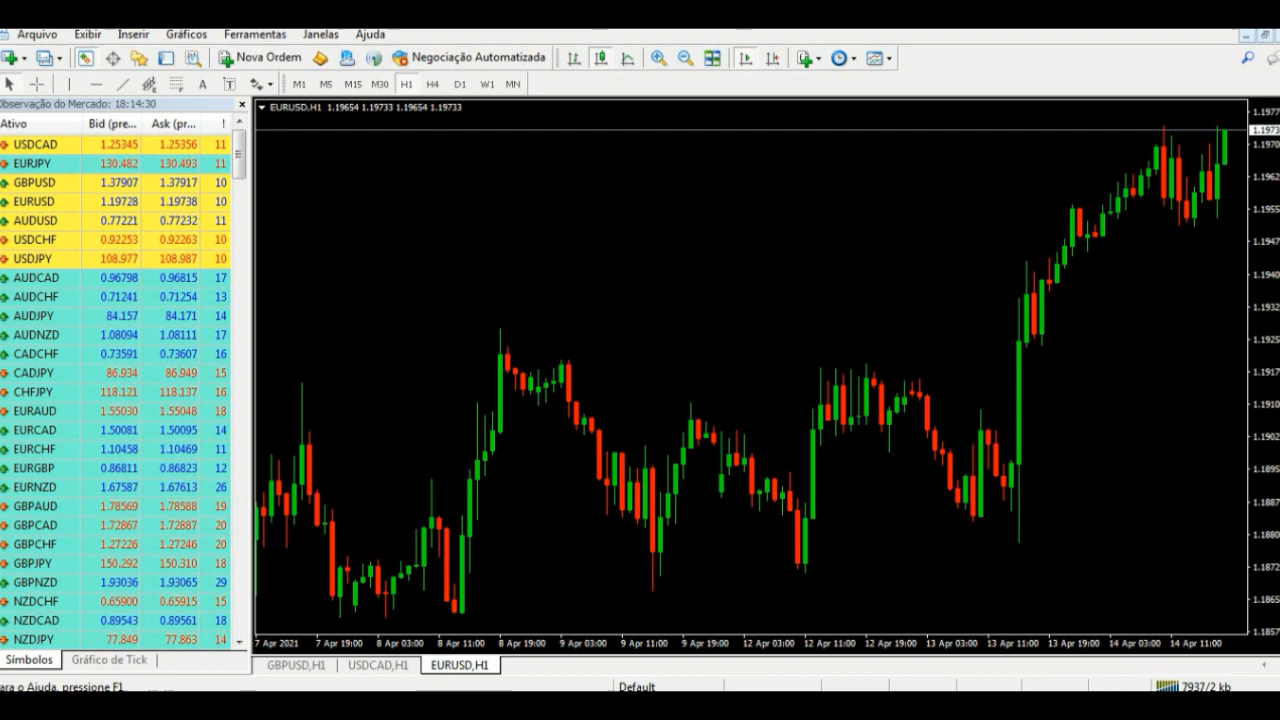 Arquivo Exibir Inserir Gráficos Ferramentas Janelas Ajuda
Nova Ordem Negociação Automatizada
A T M1 M5 M15 M30 H1 H4 D1 W1 MN
Observação do Mercado: 18:14:30
Ativo Bid (pre... Ask (pr... !
USDCAD 1.25345 1.25356 11
EURJPY 130.482 130.493 11
GBPUSD 1.37907 1.37917 10
EURUSD 1.19728 1.19738 10
AUDUSD 0.77221 0.77232 11
USDCHF 0.92253 0.92263 10
USDJPY 108.977 108.987 10
AUDCAD 0.96798 0.96815 17
AUDCHF 0.71241 0.71254 13
AUDJPY 84.157 84.171 14
AUDNZD 1.08094 1.08111 17
CADCHF 0.73591 0.73607 16
CADJPY 86.934 86.949 15
CHFJPY 118.121 118.137 16
EURAUD 1.55030 1.55048 18
EURCAD 1.50081 1.50095 14
EURCHF 1.10458 1.10469 11
EURGBP 0.86811 0.86823 12
EURNZD 1.67587 1.67613 26
GBPAUD 1.78569 1.78588 19
GBPCAD 1.72867 1.72887 20
GBPCHF 1.27226 1.27246 20
GBPJPY 150.292 150.310 18
GBPNZD 1.93036 1.93065 29
NZDCHF 0.65900 0.65915 15
NZDCAD 0.89543 0.89561 18
NZDJPY 77.849 77.863 14
Símbolos Gráfico de Tick
EURUSD,H1 1.19654 1.19733 1.19654 1.19733
1.1977
1.1973
1.1970
1.1962
1.1955
1.1947
1.1940
1.1932
1.1925
1.1917
1.1910
1.1902
1.1895
1.1887
1.1880
1.1872
1.1865
1.1857
7 Apr 2021 7 Apr 19:00 8 Apr 03:00 8 Apr 11:00 8 Apr 19:00 9 Apr 03:00 9 Apr 11:00 9 Apr 19:00 12 Apr 03:00 12 Apr 11:00 12 Apr 19:00 13 Apr 03:00 13 Apr 11:00 13 Apr 19:00 14 Apr 03:00 14 Apr 11:00
GBPUSD,H1 USDCAD,H1 EURUSD,H1
ara o Ajuda, pressione F1 Default 7937/2 kb